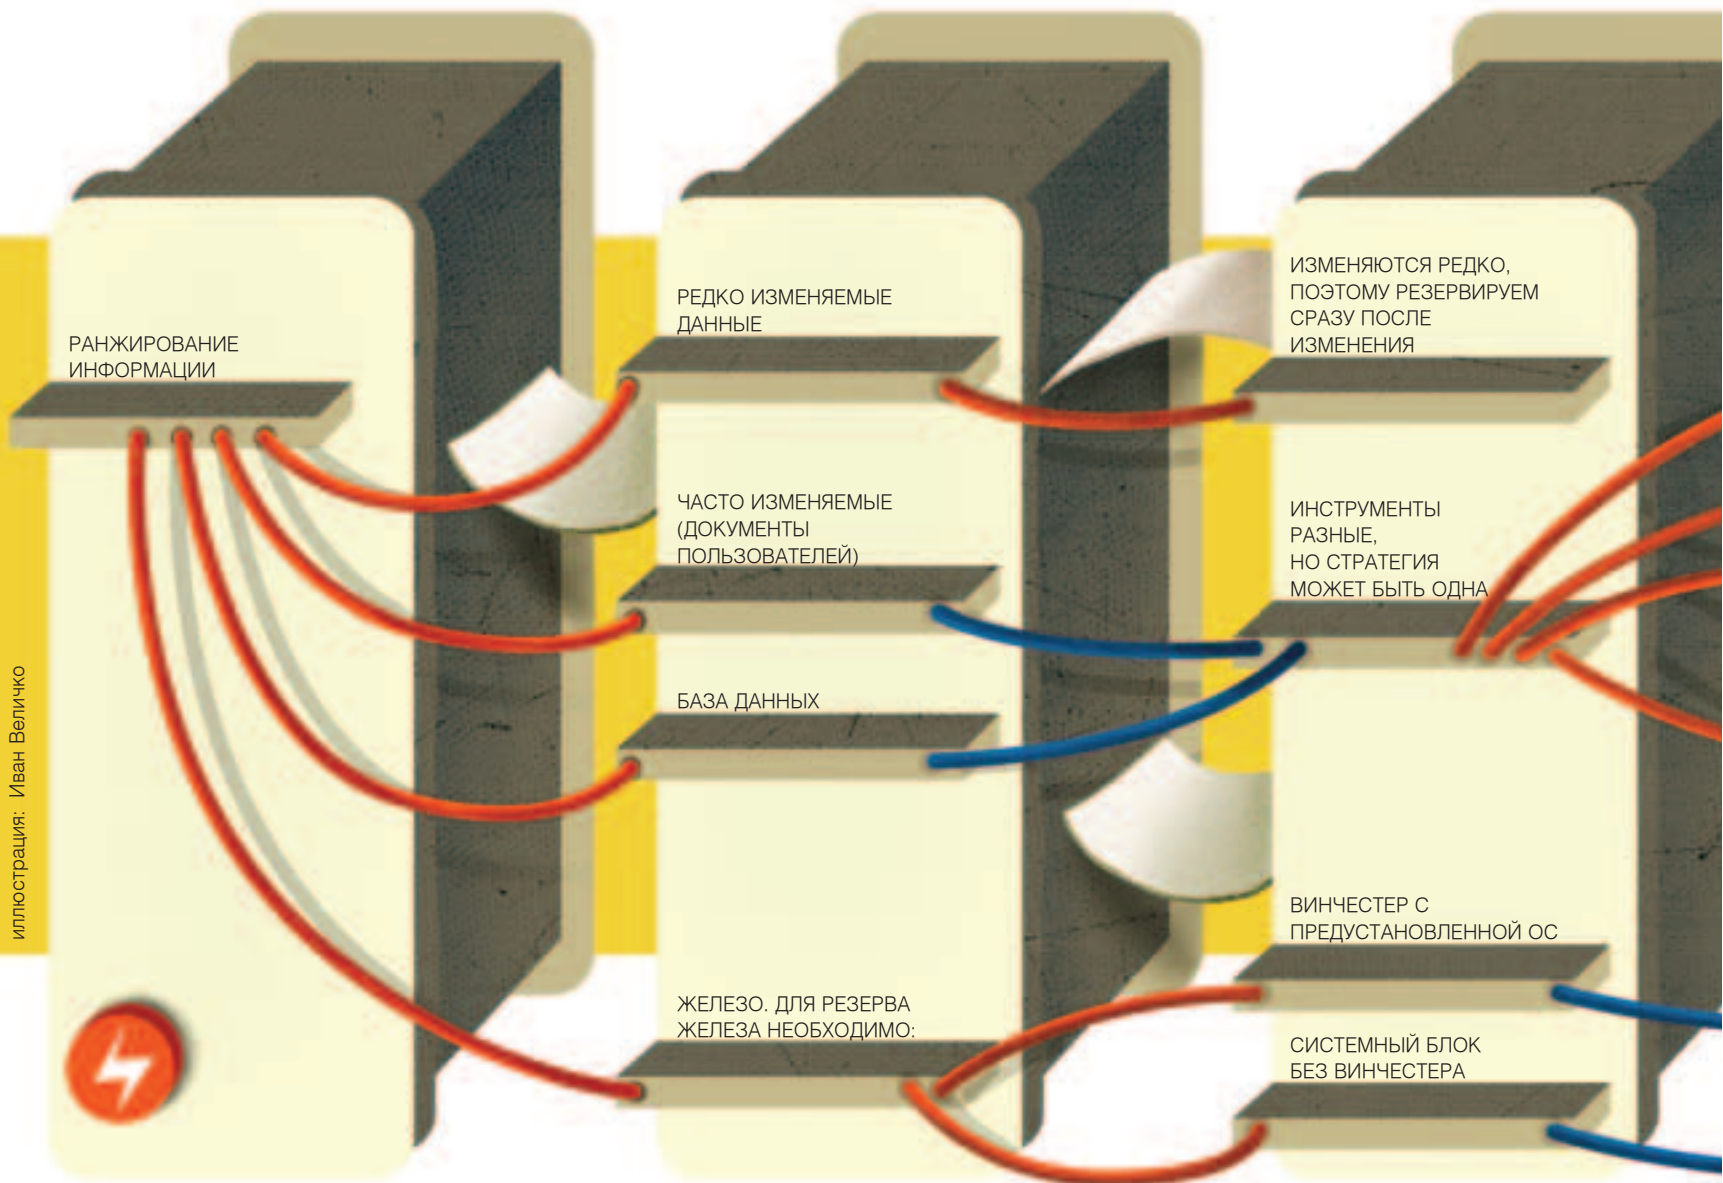 РАНЖИРОВАНИЕ
ИНФОРМАЦИИ
РЕДКО ИЗМЕНЯЕМЫЕ
ДАННЫЕ
ЧАСТО ИЗМЕНЯЕМЫЕ
(ДОКУМЕНТЫ
ПОЛЬЗОВАТЕЛЕЙ)
БАЗА ДАННЫХ
ЖЕЛЕЗО. ДЛЯ РЕЗЕРВА
ЖЕЛЕЗА НЕОБХОДИМО:
ИЗМЕНЯЮТСЯ РЕДКО,
ПОЭТОМУ РЕЗЕРВИРУЕМ
СРАЗУ ПОСЛЕ
ИЗМЕНЕНИЯ
ИНСТРУМЕНТЫ
РАЗНЫЕ,
НО СТРАТЕГИЯ
МОЖЕТ БЫТЬ ОДНА
ВИНЧЕСТЕР С
ПРЕДУСТАНОВЛЕННОЙ ОС
СИСТЕМНЫЙ БЛОК
БЕЗ ВИНЧЕСТЕРА
иллюстрация: Иван Величко